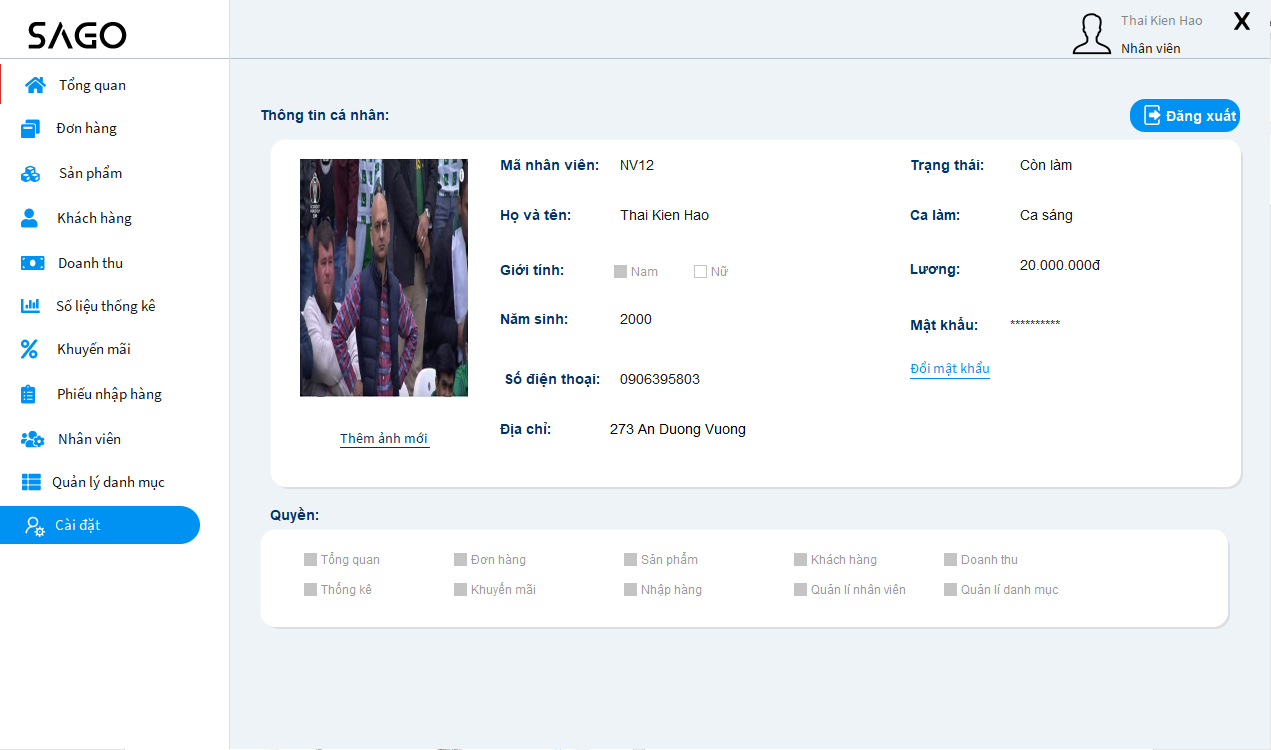 SAGO
Thai Kien Hao
X
Nhân viên
Tổng quan
Đơn hàng
Sản phẩm
Khách hàng
Doanh thu
Số liệu thống kê
Khuyến mãi
Phiếu nhập hàng
Nhân viên
Quản lý danh mục
Cài đặt
Thông tin cá nhân:
Đăng xuất
Mã nhân viên: NV12
Họ và tên: Thai Kien Hao
Giới tính: Nam Nữ
Năm sinh: 2000
Số điện thoại: 0906395803
Địa chỉ: 273 An Duong Vuong
Thêm ảnh mới
Trạng thái: Còn làm
Ca làm: Ca sáng
Lương: 20.000.000đ
Mật khẩu: **********
Đổi mật khẩu
Quyền:
Tổng quan Đơn hàng Sản phẩm Khách hàng Doanh thu
Thống kê Khuyến mãi Nhập hàng Quản lí nhân viên Quản lí danh mục